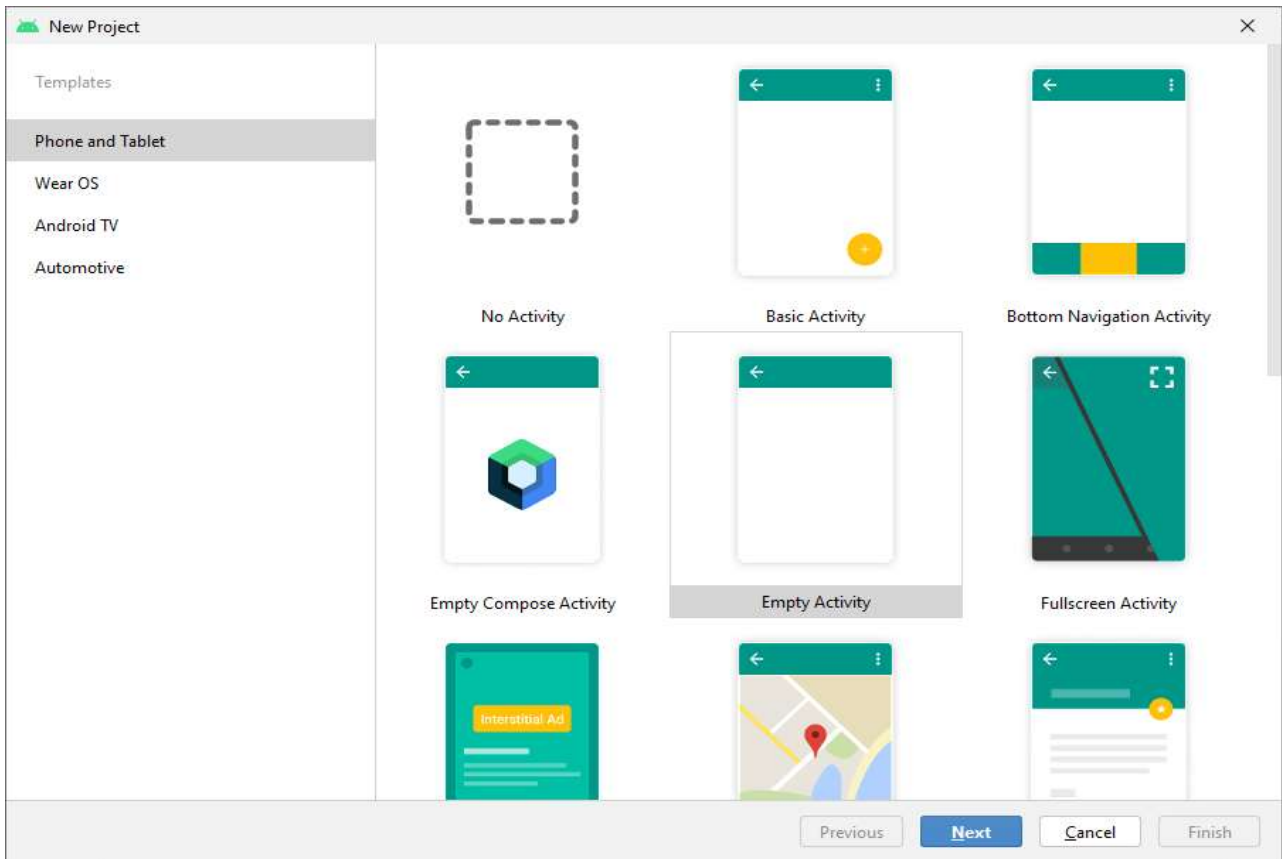 New Project
Templates
Phone and Tablet
Wear OS
Android TV
Automotive
No Activity
Basic Activity
Bottom Navigation Activity
Empty Compose Activity
Empty Activity
Fullscreen Activity
Interstitial Ad
Previous
Next
Cancel
Finish